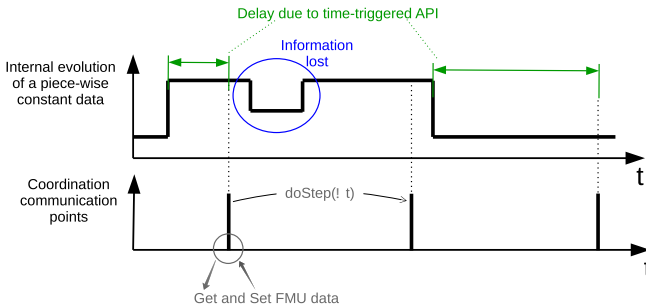 Delay due to time-triggered API
Information
lost
Internal evolution
of a piece-wise
constant data
t
Coordination
communication
points
doStep(! t)
t
Get and Set FMU data